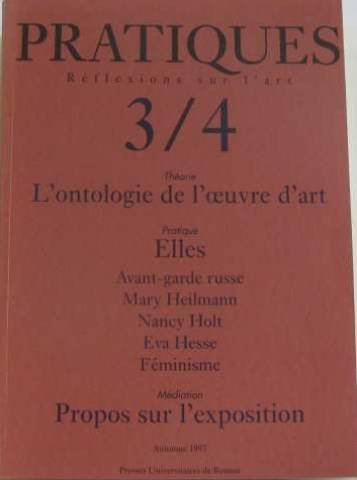 PRATIQUES
Réflexions sur l'art
3/4
Théorie
L'ontologie de l'œuvre d'art
Pratique
Elles
Avant-garde russe
Mary Heilmann
Nancy Holt
Eva Hesse
Féminisme
Médiation
Propos sur l'exposition
Automne 1997
Presses Universitaires de Rennes